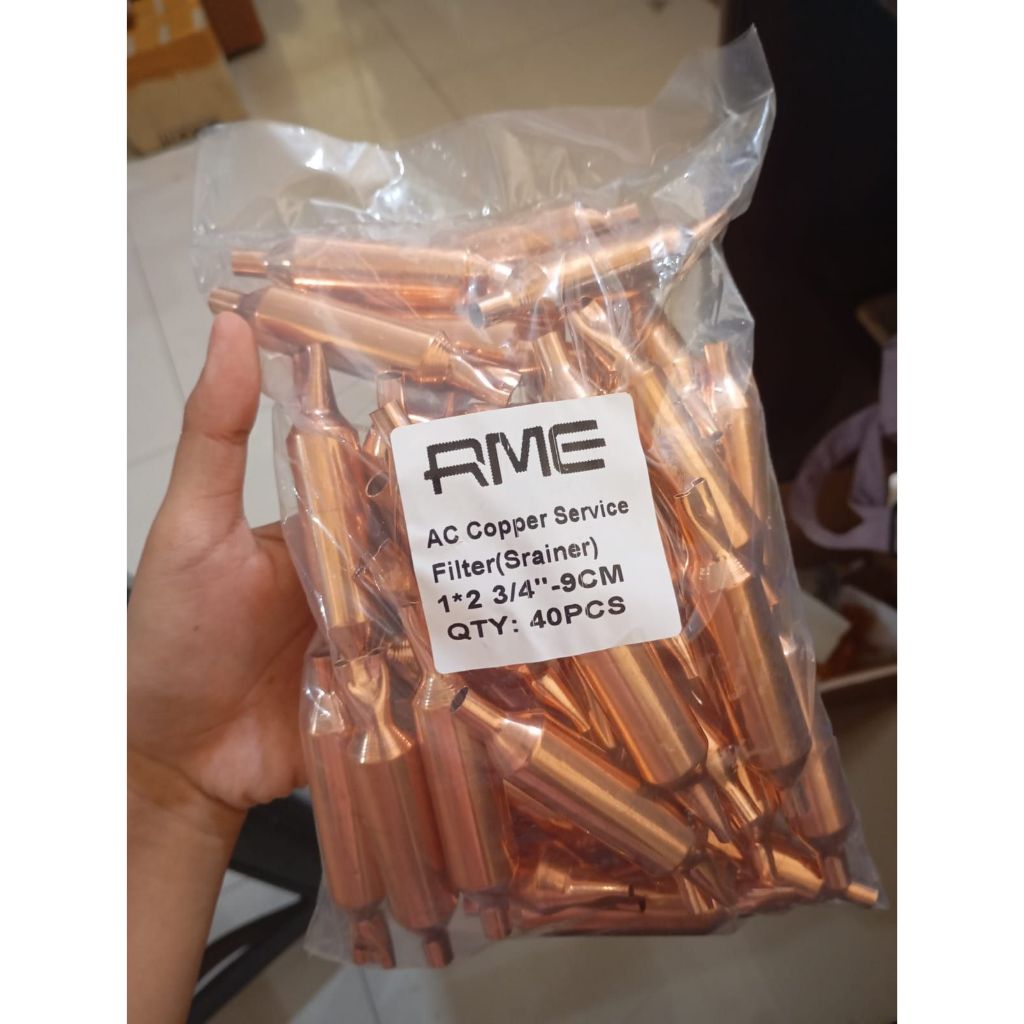 RME
AC Copper Service
Filter(Srainer)
1*2 3/4"-9CM
QTY: 40PCS